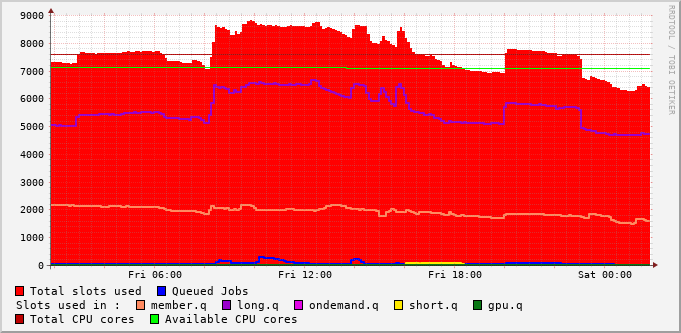 9000
8000
7000
6000
5000
4000
3000
2000
1000
0
Fri 06:00 Fri 12:00 Fri 18:00 Sat 00:00
RRDTOOL / TOBI OETIKER
Total slots used Queued Jobs
Slots used in : member.q long.q ondemand.q short.q gpu.q
Total CPU cores Available CPU cores